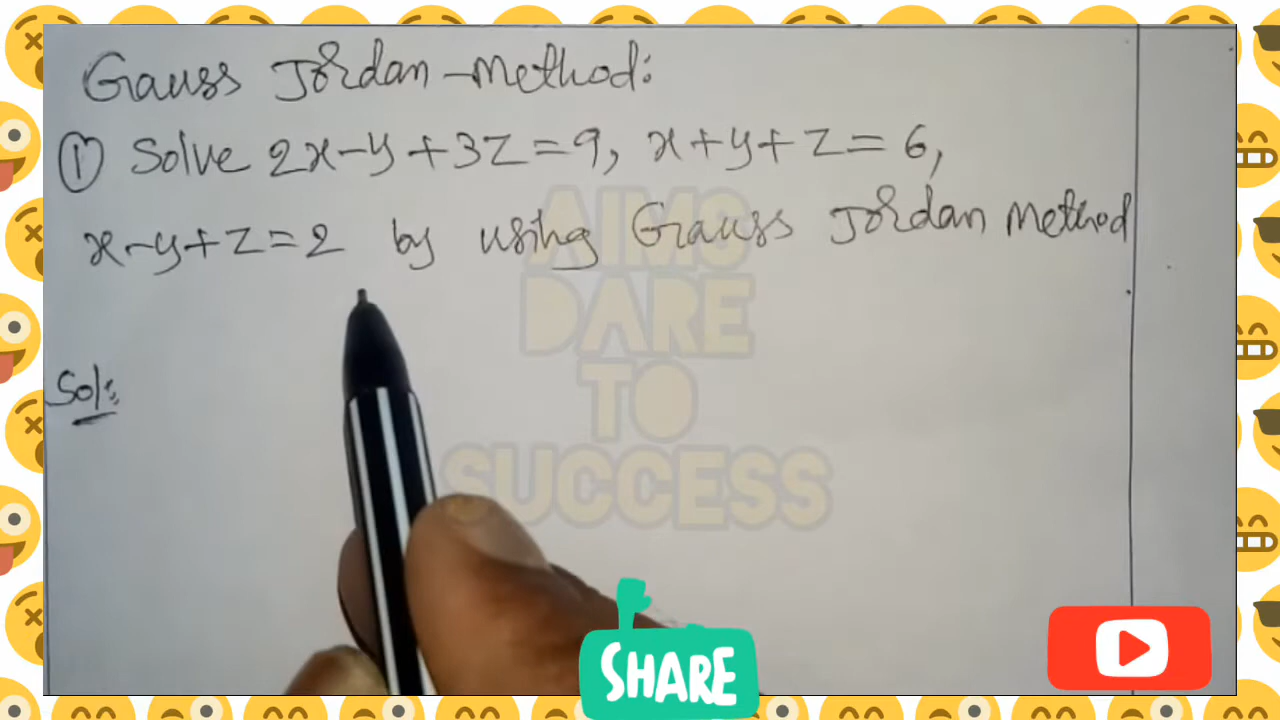 Gauss Jordan Method:
① Solve 2x-y+3z=9, x+y+z=6,
x-y+z=2 by using Gauss Jordan Method
Sol:
AIMS
DARE
TO
SUCCESS
SHARE